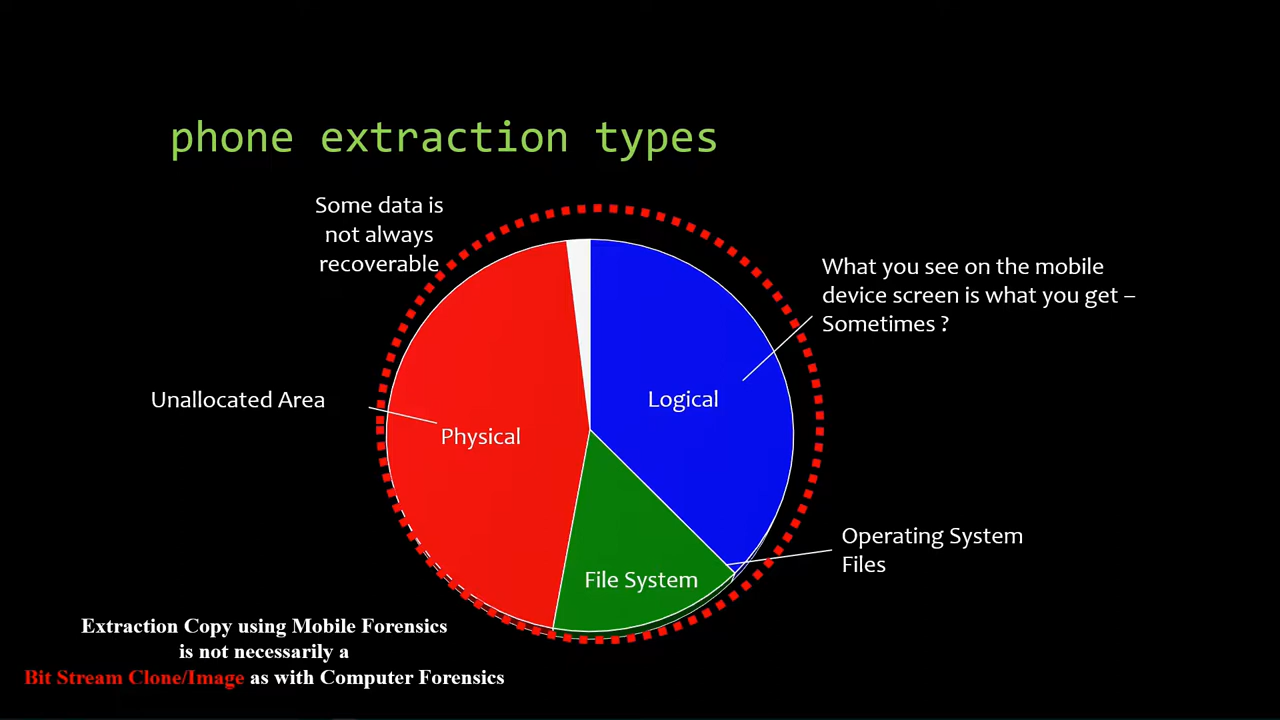 phone extraction types
Some data is
not always
recoverable
What you see on the mobile
device screen is what you get –
Sometimes ?
Unallocated Area
Logical
Physical
Operating System
Files
File System
Extraction Copy using Mobile Forensics
is not necessarily a
Bit Stream Clone/Image as with Computer Forensics